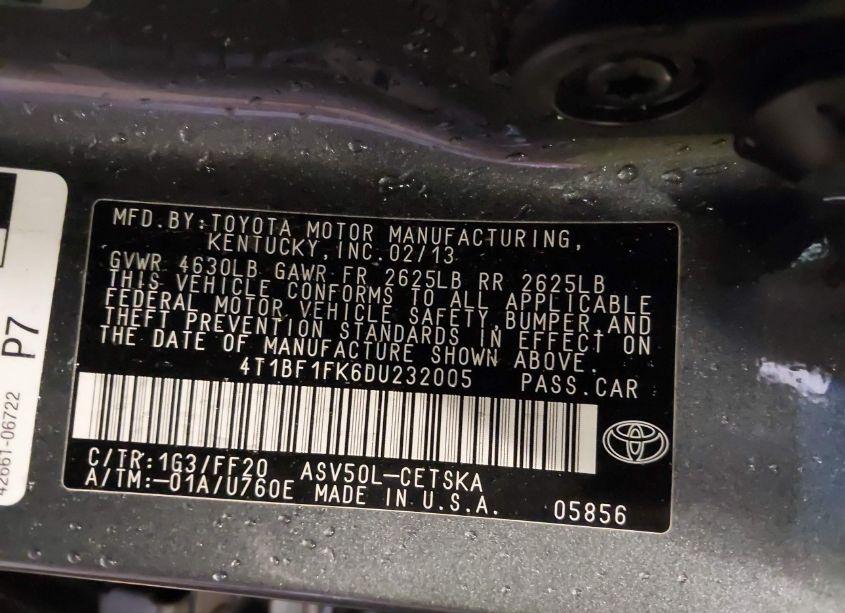 MFD.BY:TOYOTA MOTOR MANUFACTURING,
KENTUCKY,INC.02/13
GVWR 4630LB GAWR FR 2625LB RR 2625LB
THIS VEHICLE CONFORMS TO ALL APPLICABLE
FEDERAL MOTOR VEHICLE SAFETY,BUMPER,AND
THEFT PREVENTION STANDARDS IN EFFECT ON
THE DATE OF MANUFACTURE SHOWN ABOVE.
4T1BF1FK6DU232005 PASS.CAR
C/TR:1G3/FF20 ASV50L-CETSKA
A/TM:-01A/U760E MADE IN U.S.A.
05856
P7
42661-06722